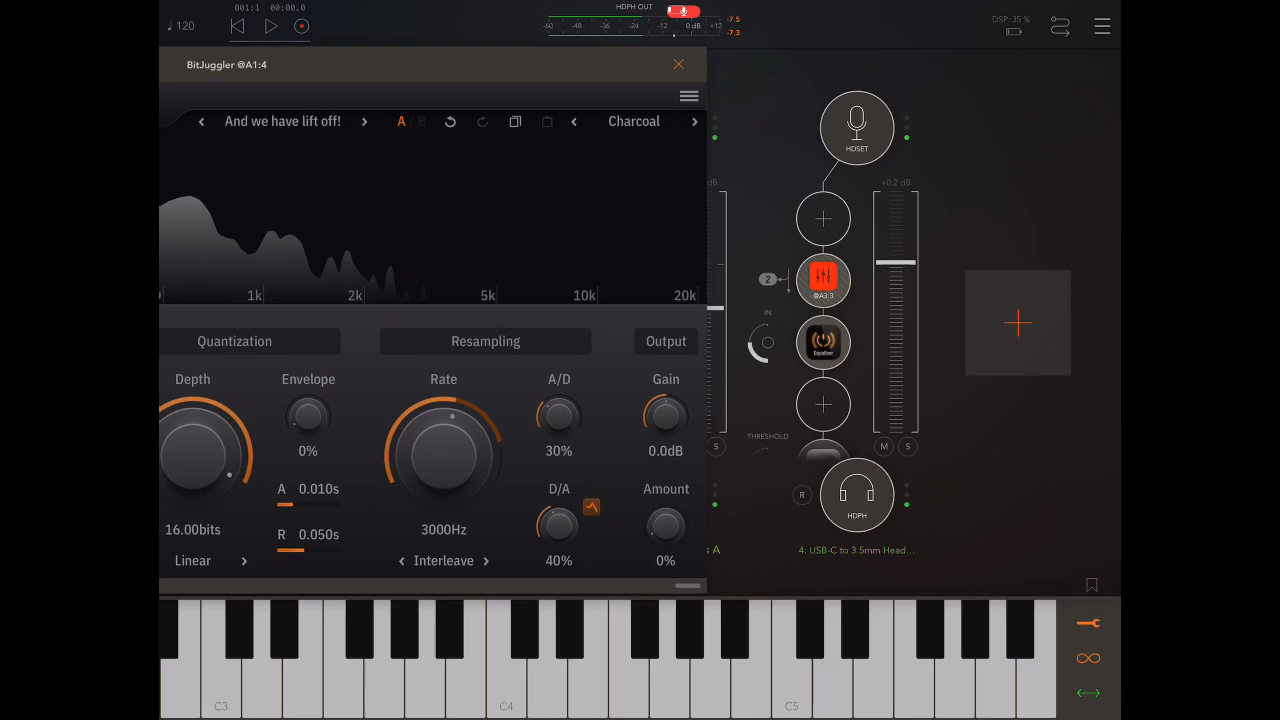 HDPH OUT
♩ 120
001:1 00:00.0
-60 -48 -36 -24 -12 0 dB +12
-7.5
-7.3
DSP: 35 %
BitJuggler @A1:4
And we have lift off!
A / B
Charcoal
1k 2k 5k 10k 20k
Quantization
Resampling
Output
Depth
Envelope
Rate
A/D
Gain
0%
30%
0.0dB
A 0.010s
D/A
Amount
R 0.050s
16.00bits
3000Hz
Linear
Interleave
40%
0%
dB
S
HDSET
+0.2 dB
2
@A3:3
IN
Equalizer
THRESHOLD
M S
R
HDPH
s A
4: USB-C to 3.5mm Head...
C3 C4 C5